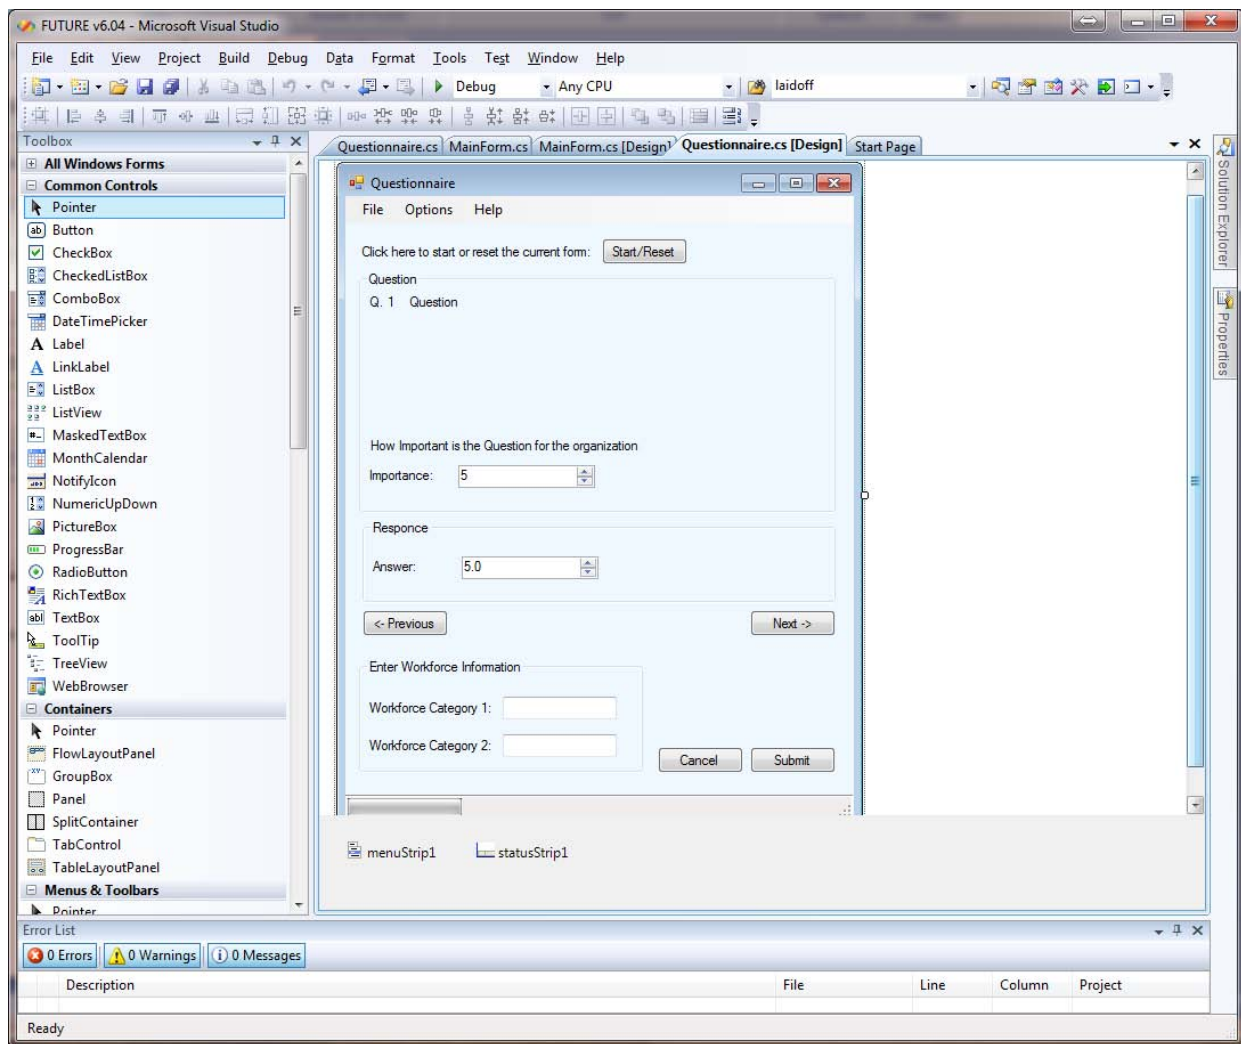 FUTURE v6.04 - Microsoft Visual Studio
File Edit View Project Build Debug Data Format Tools Test Window Help
Debug Any CPU laidoff
Toolbox
All Windows Forms
Common Controls
Pointer
Button
CheckBox
CheckedListBox
ComboBox
DateTimePicker
Label
LinkLabel
ListBox
ListView
MaskedTextBox
MonthCalendar
NotifyIcon
NumericUpDown
PictureBox
ProgressBar
RadioButton
RichTextBox
TextBox
ToolTip
TreeView
WebBrowser
Containers
Pointer
FlowLayoutPanel
GroupBox
Panel
SplitContainer
TabControl
TableLayoutPanel
Menus & Toolbars
Pointer
Questionnaire.cs MainForm.cs MainForm.cs [Design] Questionnaire.cs [Design] Start Page
Questionnaire
File Options Help
Click here to start or reset the current form: Start/Reset
Question
Q. 1 Question
How Important is the Question for the organization
Importance: 5
Responce
Answer: 5.0
<- Previous Next ->
Enter Workforce Information
Workforce Category 1:
Workforce Category 2:
Cancel Submit
menuStrip1 statusStrip1
Solution Explorer
Properties
Error List
0 Errors 0 Warnings 0 Messages
Description File Line Column Project
Ready